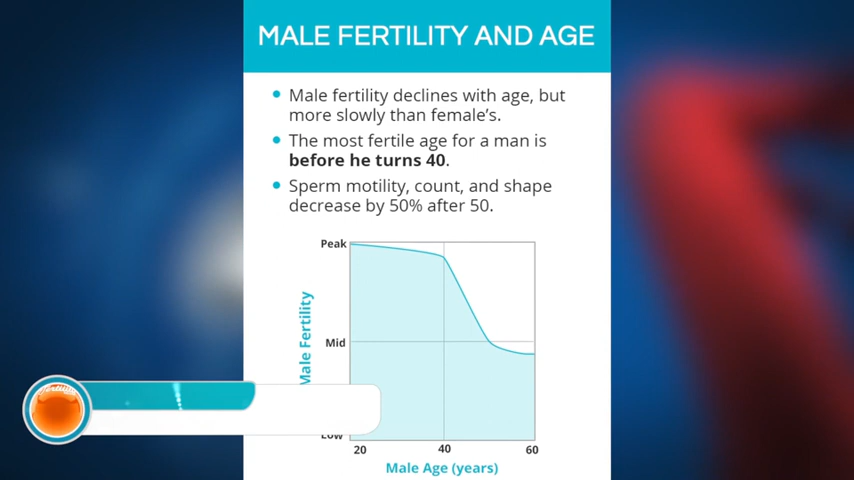 MALE FERTILITY AND AGE
Male fertility declines with age, but
more slowly than female's.
The most fertile age for a man is
before he turns 40.
Sperm motility, count, and shape
decrease by 50% after 50.
Peak
Mid
Low
Male Fertility
20 40 60
Male Age (years)